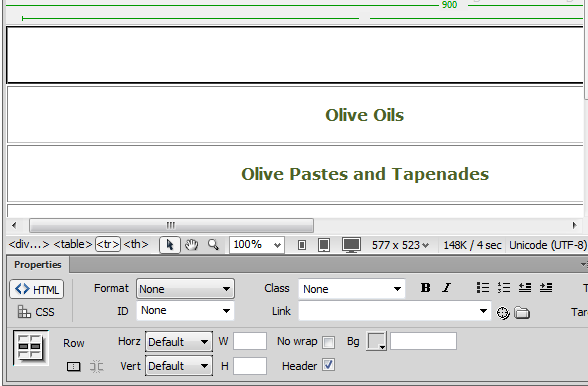 900
Olive Oils
Olive Pastes and Tapenades
<div...> <table> <tr> <th> 100% 577 x 523 148K / 4 sec Unicode (UTF-8)
Properties
<> HTML Format None Class None B I
CSS ID None Link
Row Horz Default W No wrap Bg
Vert Default H Header